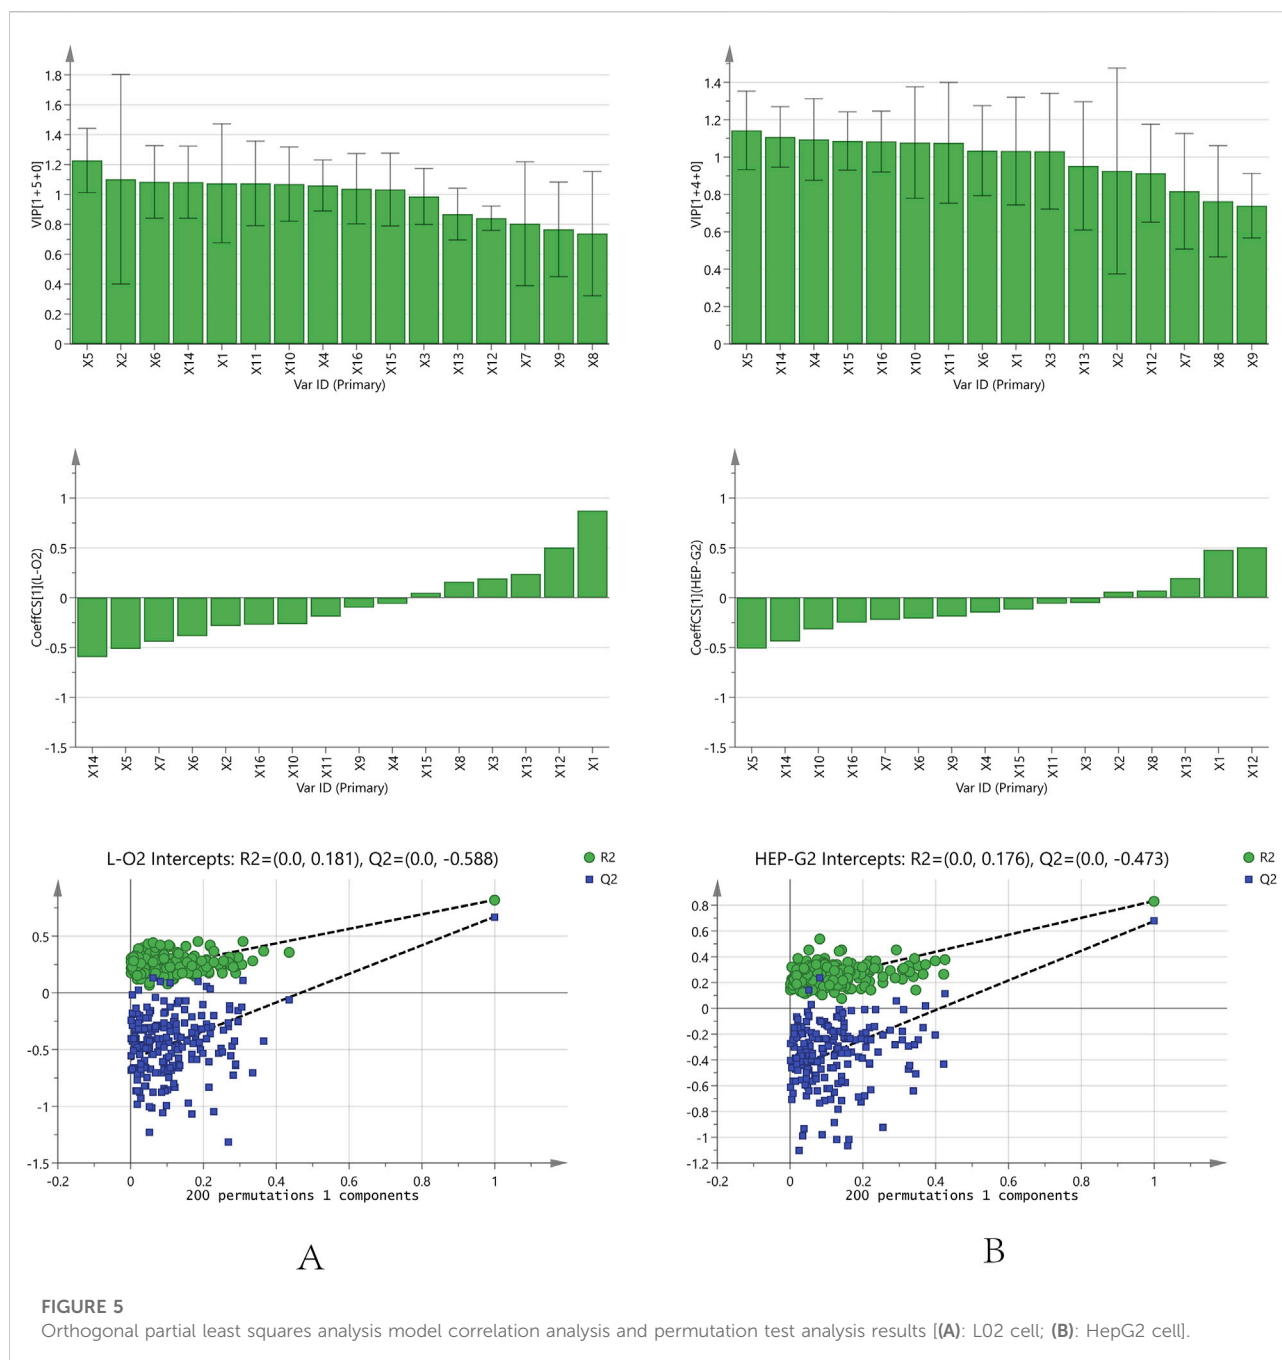 VIP[1+5+0]
1.8
1.6
1.4
1.2
1
0.8
0.6
0.4
0.2
0
X5 X2 X6 X14 X1 X11 X10 X4 X16 X15 X3 X13 X12 X7 X9 X8
Var ID (Primary)
VIP[1+4+0]
1.4
1.2
1
0.8
0.6
0.4
0.2
0
X5 X14 X4 X15 X16 X10 X11 X6 X1 X3 X13 X2 X12 X7 X8 X9
Var ID (Primary)
CoeffCS[1](L-O2)
1
0.5
0
-0.5
-1
-1.5
X14 X5 X7 X6 X2 X16 X10 X11 X9 X4 X15 X8 X3 X13 X12 X1
Var ID (Primary)
CoeffCS[1](HEP-G2)
1
0.5
0
-0.5
-1
-1.5
X5 X14 X10 X16 X7 X6 X9 X4 X15 X11 X3 X2 X8 X13 X1 X12
Var ID (Primary)
L-O2 Intercepts: R2=(0.0, 0.181), Q2=(0.0, -0.588)
R2
Q2
0.5
0
-0.5
-1
-1.5
-0.2 0 0.2 0.4 0.6 0.8 1
200 permutations 1 components
A
HEP-G2 Intercepts: R2=(0.0, 0.176), Q2=(0.0, -0.473)
R2
Q2
0.8
0.6
0.4
0.2
0
-0.2
-0.4
-0.6
-0.8
-1
-1.2
-0.2 0 0.2 0.4 0.6 0.8 1
200 permutations 1 components
B
FIGURE 5
Orthogonal partial least squares analysis model correlation analysis and permutation test analysis results [(A): L02 cell; (B): HepG2 cell].